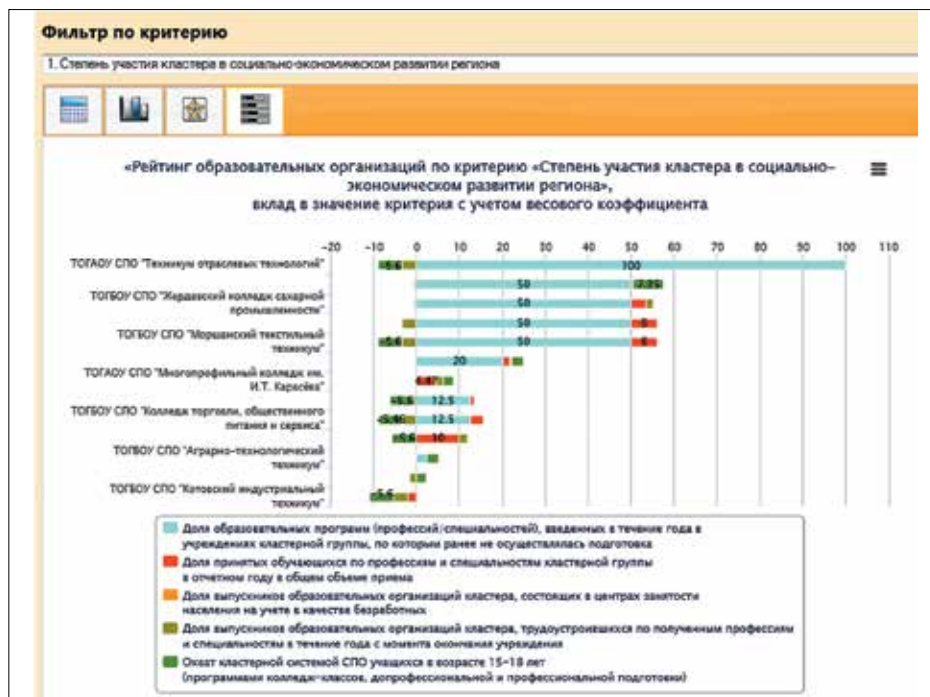 Фильтр по критерию
1. Степень участия кластера в социально-экономическом развитии региона
«Рейтинг образовательных организаций по критерию «Степень участия кластера в социально-
экономическом развитии региона»,
вклад в значение критерия с учетом весового коэффициента
-20 -10 0 10 20 30 40 50 60 70 80 90 100 110
ТОГАОУ СПО "Техникум отраслевых технологий"
-5.6 100
50 7.25
ТОГБОУ СПО "Жердевский колледж сахарной
промышленности"
50
50 6
ТОГБОУ СПО "Моршанский текстильный
техникум"
-5.6 50 6
20
ТОГАОУ СПО "Многопрофильный колледж им.
И.Т. Карасёва"
-5.6 12.5
ТОГБОУ СПО "Колледж торговли, общественного
питания и сервиса"
-5.46 12.5
-5.6 10
ТОГБОУ СПО "Аграрно-технологический
техникум"
ТОГБОУ СПО "Котовский индустриальный
техникум"
-5.6
Доля образовательных программ (профессий/специальностей), введенных в течение года в
учреждениях кластерной группы, по которым ранее не осуществлялась подготовка
Доля принятых обучающихся по профессиям и специальностям кластерной группы
в отчетном году в общем объеме приема
Доля выпускников образовательных организаций кластера, состоящих в центрах занятости
населения на учете в качестве безработных
Доля выпускников образовательных организаций кластера, трудоустроившихся по полученным профессиям
и специальностям в течение года с момента окончания учреждения
Охват кластерной системой СПО учащихся в возрасте 15-18 лет
(программами колледж-классов, допрофессиональной и профессиональной подготовки)